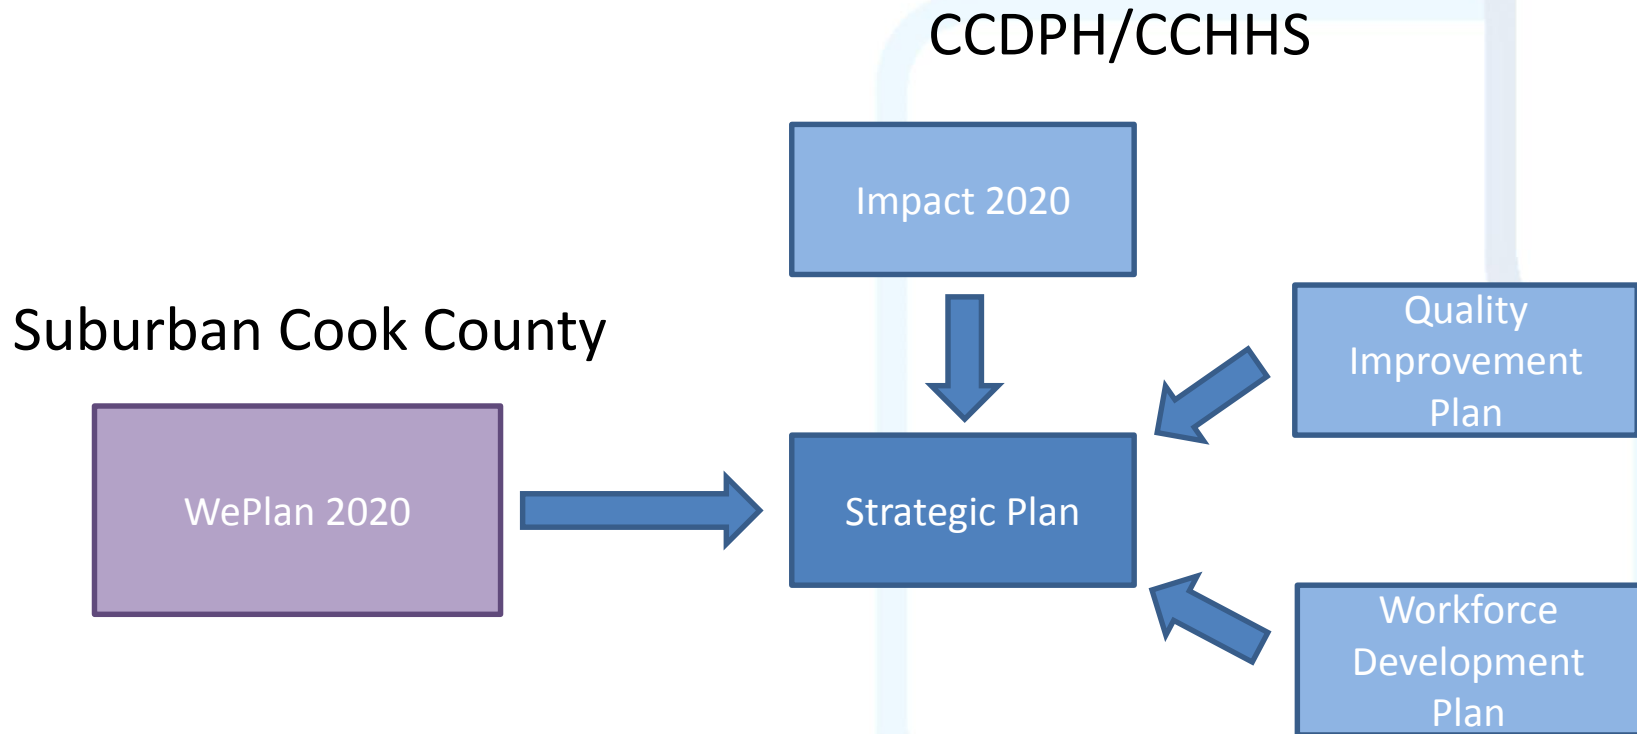 CCDPH/CCHHS
Impact 2020
Suburban Cook County
Quality
Improvement
Plan
WePlan 2020
Strategic Plan
Workforce
Development
Plan